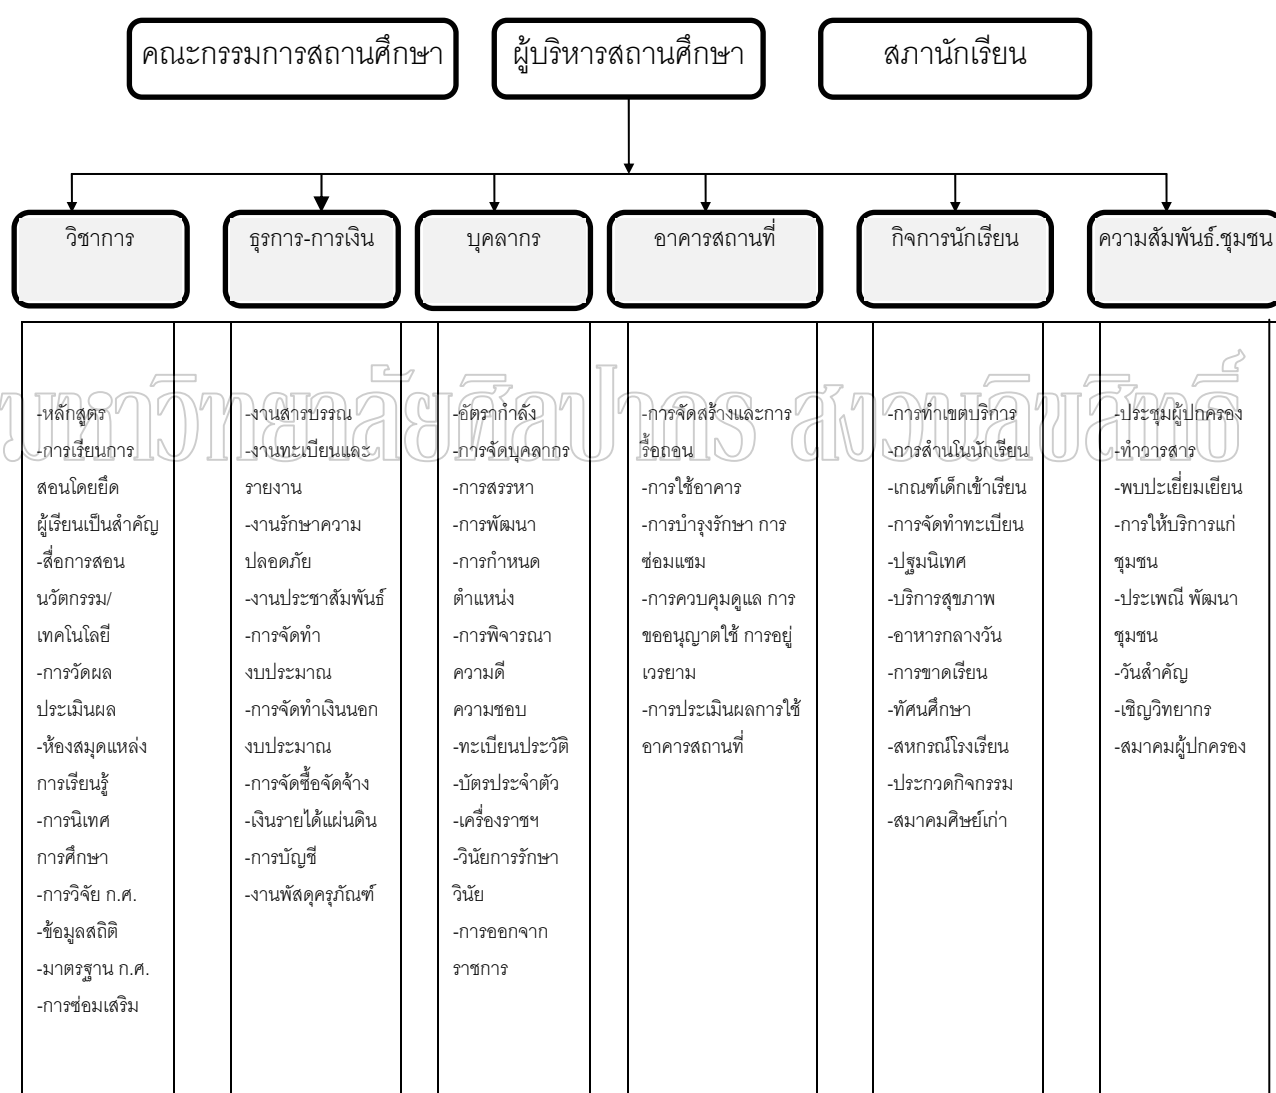 คณะกรรมการสถานศึกษา
ผู้บริหารสถานศึกษา
สภานักเรียน
วิชาการ
ธุรการ-การเงิน
บุคลากร
อาคารสถานที่
กิจการนักเรียน
ความสัมพันธ์.ชุมชน
-หลักสูตร
-การเรียนการ
สอนโดยยึด
ผู้เรียนเป็นสำคัญ
-สื่อการสอน
นวัตกรรม/
เทคโนโลยี
-การวัดผล
ประเมินผล
-ห้องสมุดแหล่ง
การเรียนรู้
-การนิเทศ
การศึกษา
-การวิจัย ก.ศ.
-ข้อมูลสถิติ
-มาตรฐาน ก.ศ.
-การซ่อมเสริม
-งานสารบรรณ
-งานทะเบียนและ
รายงาน
-งานรักษาความ
ปลอดภัย
-งานประชาสัมพันธ์
-การจัดทำ
งบประมาณ
-การจัดทำเงินนอก
งบประมาณ
-การจัดซื้อจัดจ้าง
-เงินรายได้แผ่นดิน
-การบัญชี
-งานพัสดุครุภัณฑ์
-อัตรากำลัง
-การจัดบุคลากร
-การสรรหา
-การพัฒนา
-การกำหนด
ตำแหน่ง
-การพิจารณา
ความดี
ความชอบ
-ทะเบียนประวัติ
-บัตรประจำตัว
-เครื่องราชฯ
-วินัยการรักษา
วินัย
-การออกจาก
ราชการ
-การจัดสร้างและการ
รื้อถอน
-การใช้อาคาร
-การบำรุงรักษา การ
ซ่อมแซม
-การควบคุมดูแล การ
ขออนุญาตใช้ การอยู่
เวรยาม
-การประเมินผลการใช้
อาคารสถานที่
-การทำเขตบริการ
-การสำนโนนักเรียน
-เกณฑ์เด็กเข้าเรียน
-การจัดทำทะเบียน
-ปฐมนิเทศ
-บริการสุขภาพ
-อาหารกลางวัน
-การขาดเรียน
-ทัศนศึกษา
-สหกรณ์โรงเรียน
-ประกวดกิจกรรม
-สมาคมศิษย์เก่า
-ประชุมผู้ปกครอง
-ทำวารสาร
-พบปะเยี่ยมเยียน
-การให้บริการแก่
ชุมชน
-ประเพณี พัฒนา
ชุมชน
-วันสำคัญ
-เชิญวิทยากร
-สมาคมผู้ปกครอง
มหาวิทยาลัยศิลปากร สงวนลิขสิทธิ์